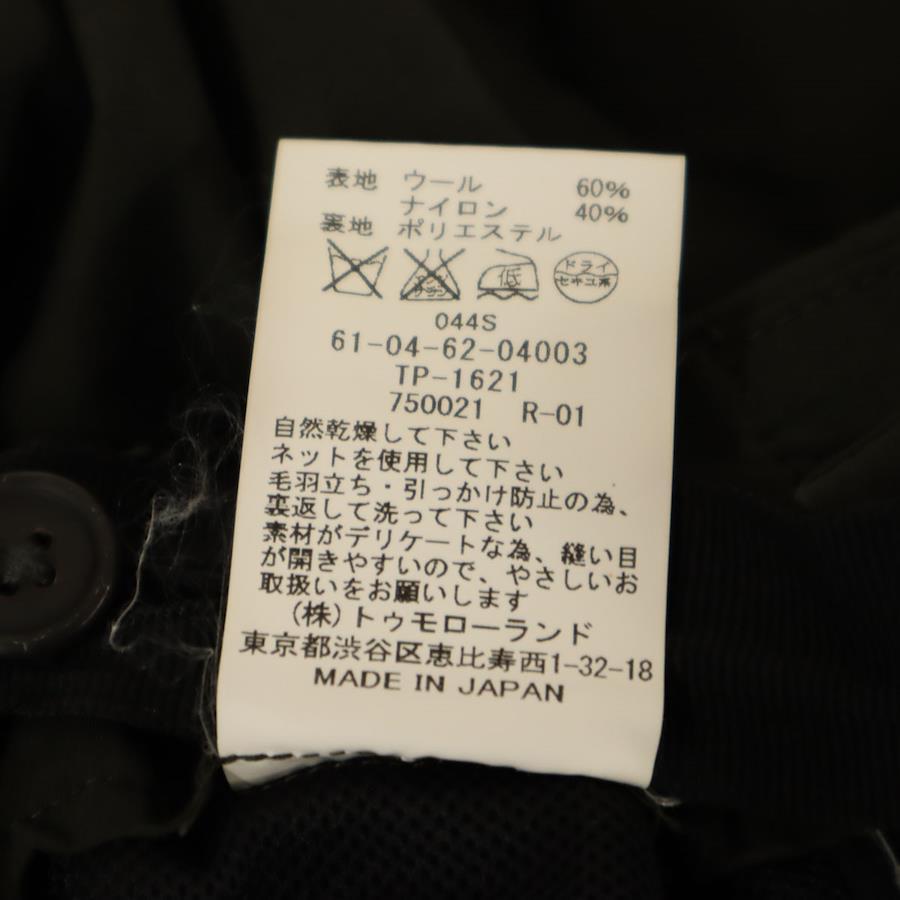 表地 ウール 60%
ナイロン 40%
裏地 ポリエステル
エンソ サラシ 低 ドライ セキユ系
044S
61-04-62-04003
TP-1621
750021 R-01
自然乾燥して下さい
ネットを使用して下さい
毛羽立ち・引っかけ防止の為、
裏返して洗って下さい
素材がデリケートな為、縫い目
が開きやすいので、やさしいお
取扱いをお願いします
(株)トゥモローランド
東京都渋谷区恵比寿西1-32-18
MADE IN JAPAN